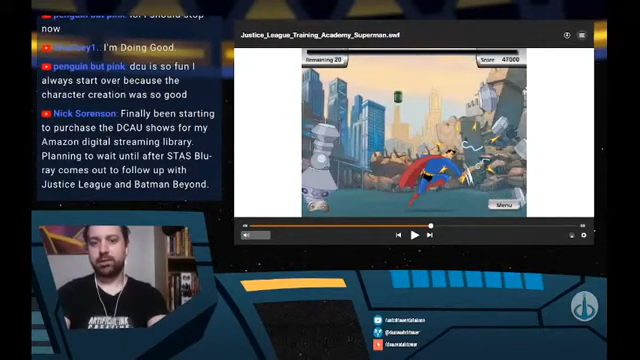 penguin but pink lol I should stop
now
I'm Doing Good.
penguin but pink dcu is so fun I
always start over because the
character creation was so good
Nick Sorenson: Finally been starting
to purchase the DCAU shows for my
Amazon digital streaming library.
Planning to wait until after STAS Blu-
ray comes out to follow up with
Justice League and Batman Beyond.
Justice_League_Training_Academy_Superman.swf
Remaining 20
Score 47000
Menu
ARTIFICIAL INK